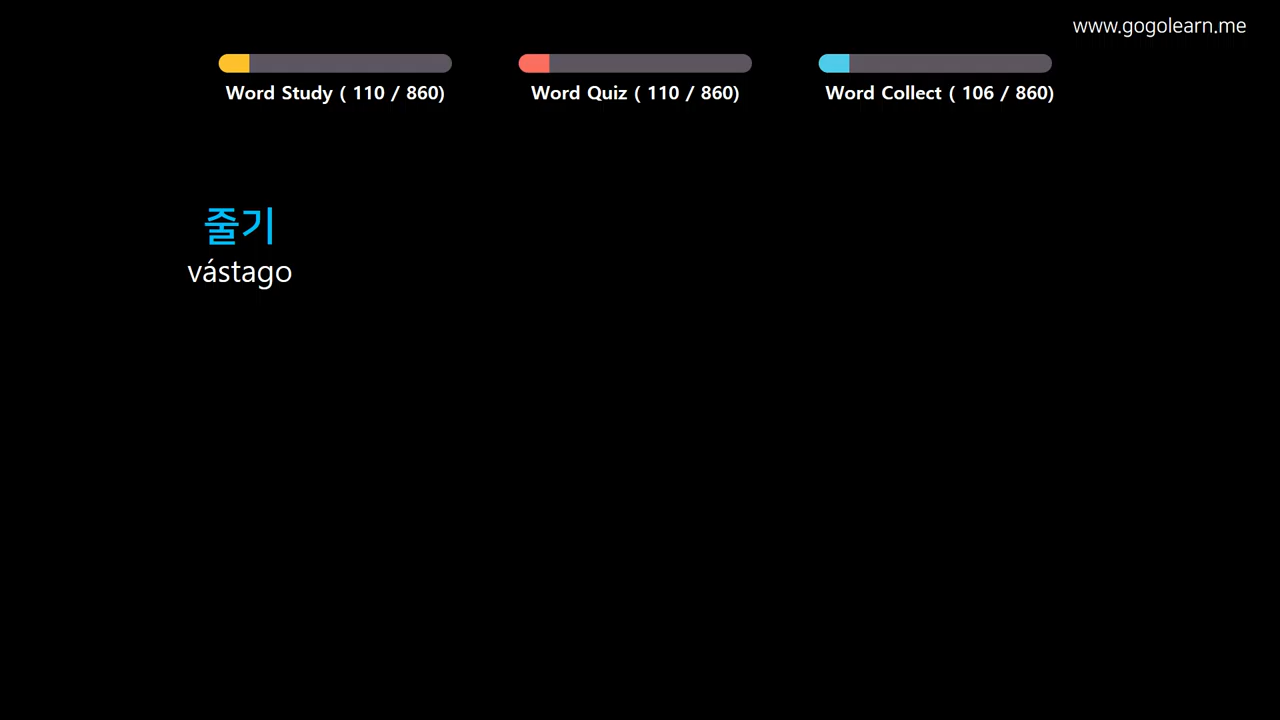 www.gogolearn.me
Word Study ( 110 / 860)
Word Quiz ( 110 / 860)
Word Collect ( 106 / 860)
줄기
vástago